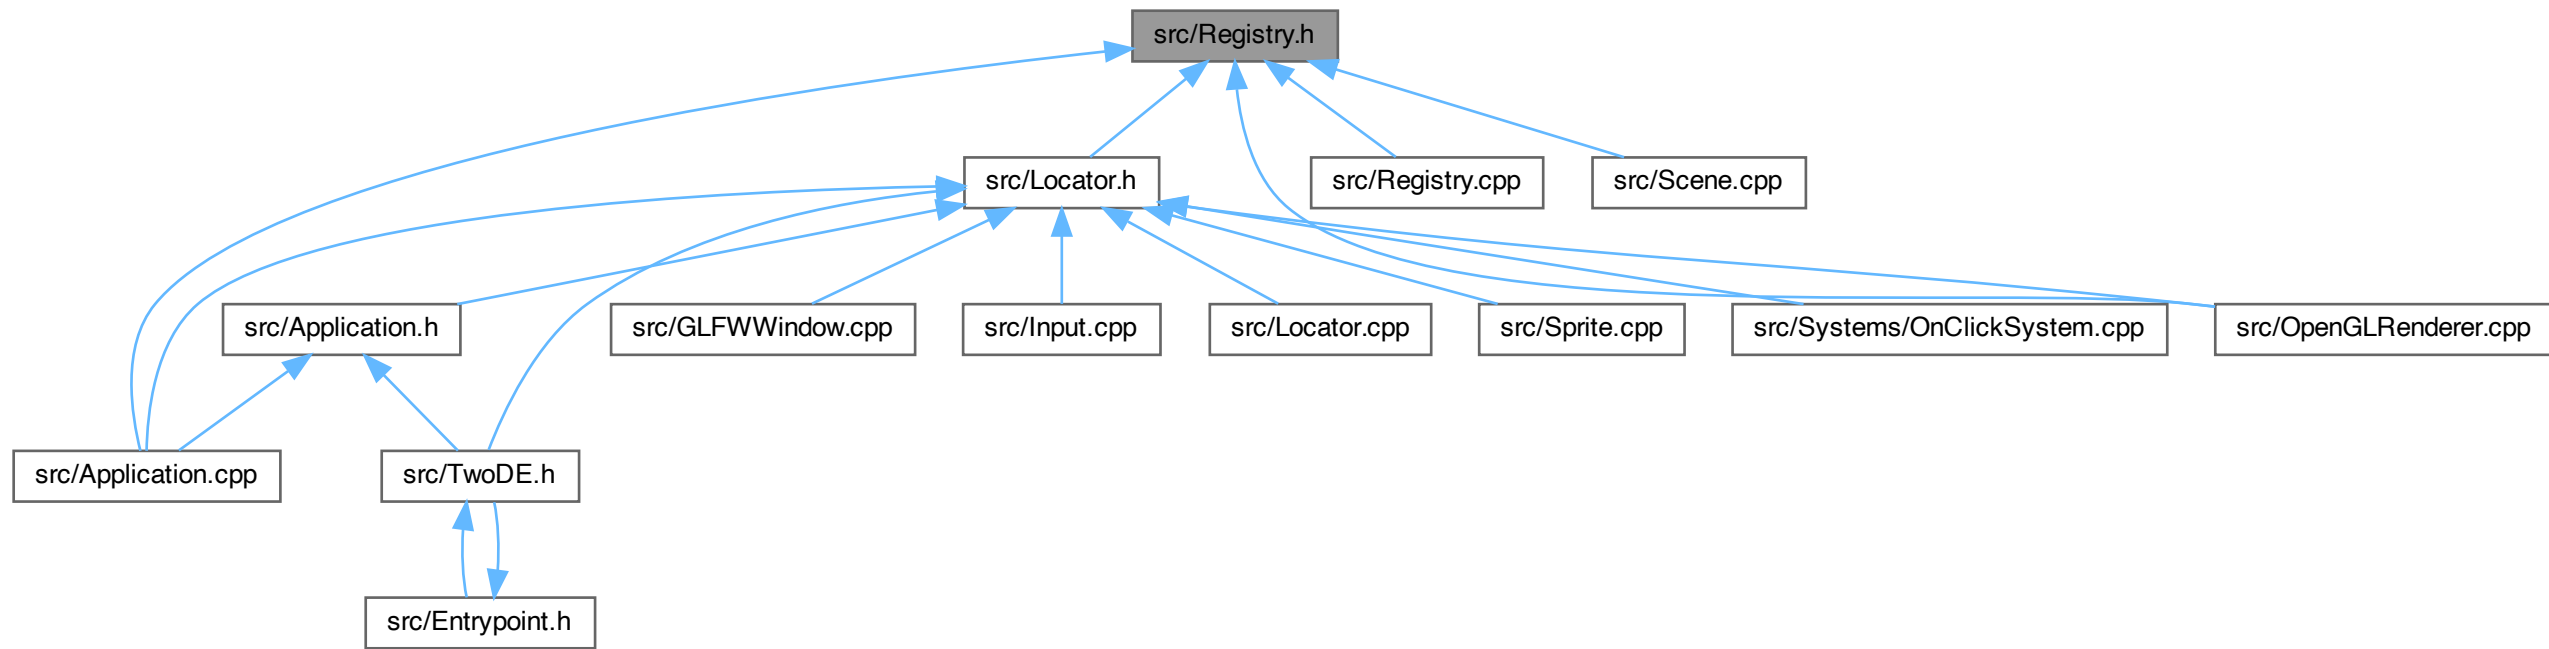 src/Registry.h
src/Locator.h
src/Registry.cpp
src/Scene.cpp
src/Application.h
src/GLFWWindow.cpp
src/Input.cpp
src/Locator.cpp
src/Sprite.cpp
src/Systems/OnClickSystem.cpp
src/OpenGLRenderer.cpp
src/Application.cpp
src/TwoDE.h
src/Entrypoint.h